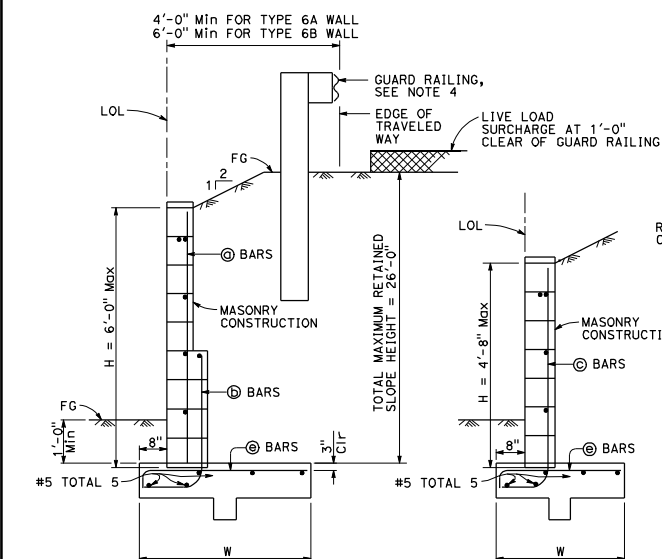 4'-0" Min FOR TYPE 6A WALL
6'-0" Min FOR TYPE 6B WALL
GUARD RAILING,
SEE NOTE 4
LOL
EDGE OF
TRAVELED
WAY
LIVE LOAD
SURCHARGE AT 1'-0"
CLEAR OF GUARD RAILING
FG
2
1
LOL
R
C
ⓐ BARS
H = 6'-0" Max
MASONRY
CONSTRUCTION
TOTAL MAXIMUM RETAINED
SLOPE HEIGHT = 26'-0"
H = 4'-8" Max
MASONRY
CONSTRUCTI
ⓒ BARS
ⓑ BARS
FG
1'-0"
Min
8"
ⓔ BARS
3"
Clr
8"
ⓔ BARS
#5 TOTAL 5
#5 TOTAL 5
W
W